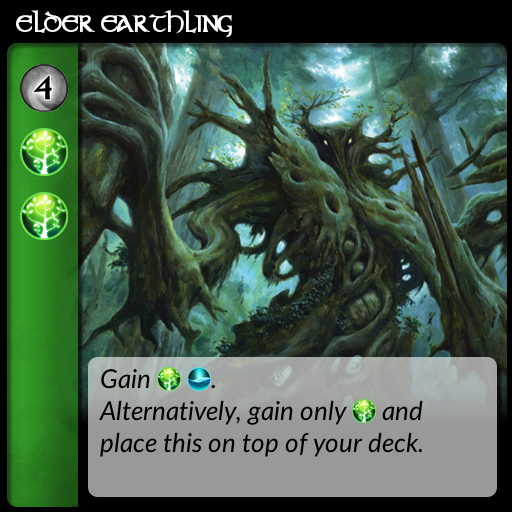 Elder Earthling
4
Gain .
Alternatively, gain only and
place this on top of your deck.